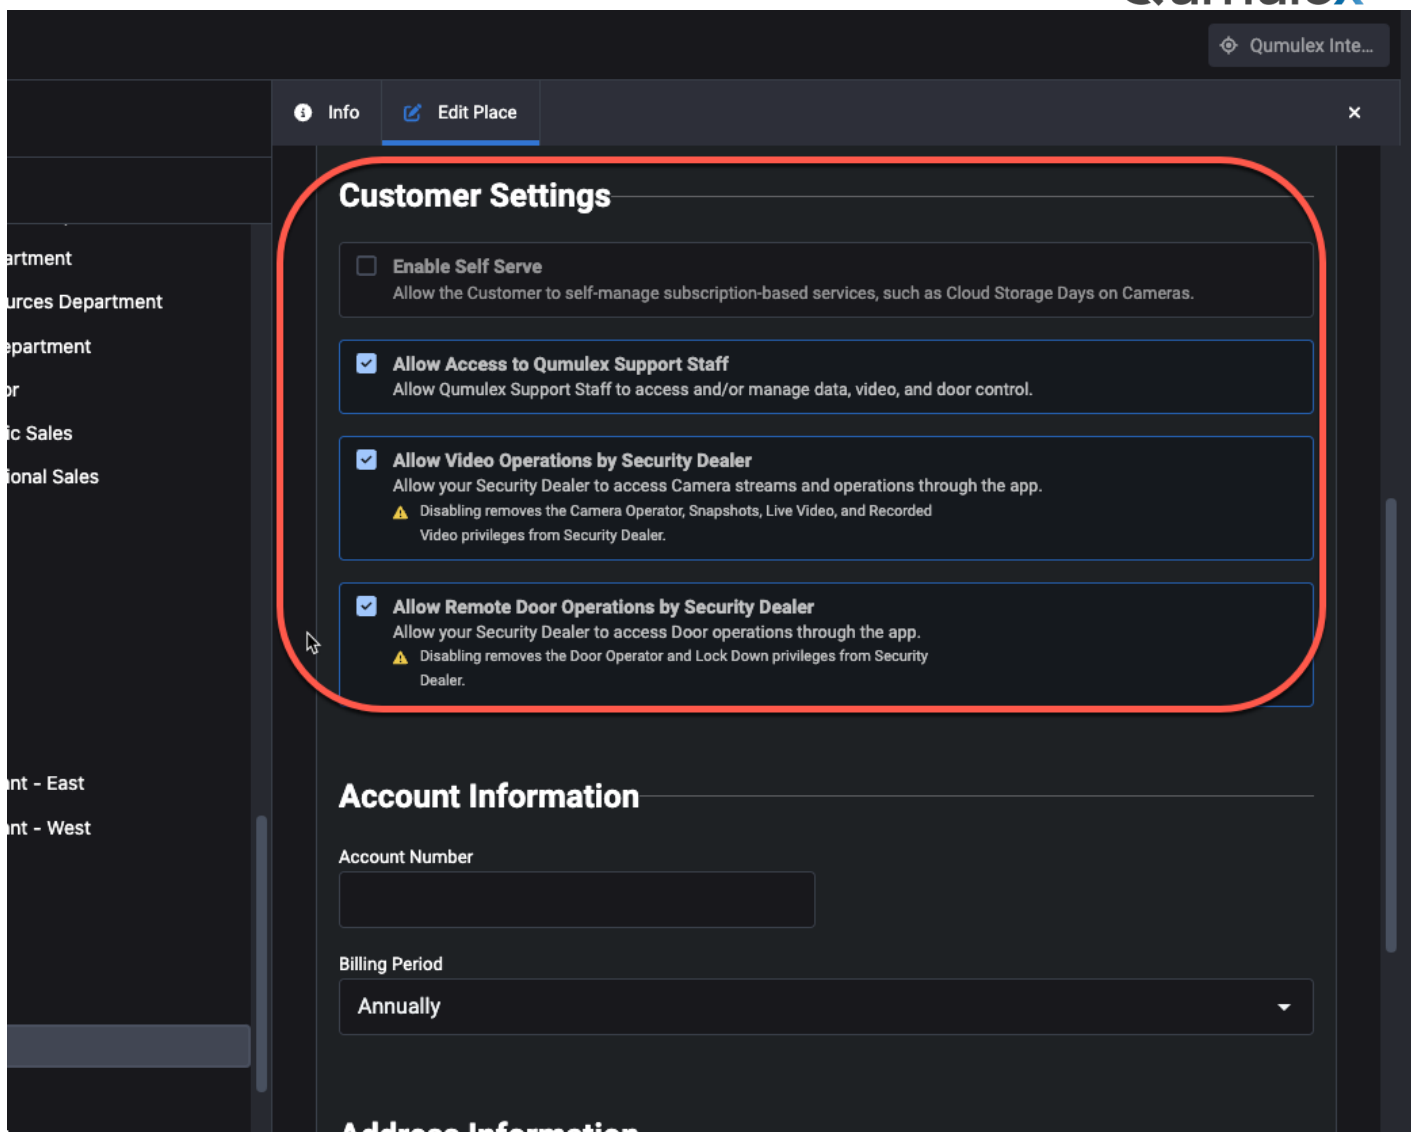 Qumulex Inte...
Info
Edit Place
Customer Settings
Enable Self Serve
Allow the Customer to self-manage subscription-based services, such as Cloud Storage Days on Cameras.
Allow Access to Qumulex Support Staff
Allow Qumulex Support Staff to access and/or manage data, video, and door control.
Allow Video Operations by Security Dealer
Allow your Security Dealer to access Camera streams and operations through the app.
Disabling removes the Camera Operator, Snapshots, Live Video, and Recorded
Video privileges from Security Dealer.
Allow Remote Door Operations by Security Dealer
Allow your Security Dealer to access Door operations through the app.
Disabling removes the Door Operator and Lock Down privileges from Security
Dealer.
Account Information
Account Number
Billing Period
Annually
Address Information
artment
urces Department
epartment
or
ic Sales
ional Sales
ant - East
ant - West